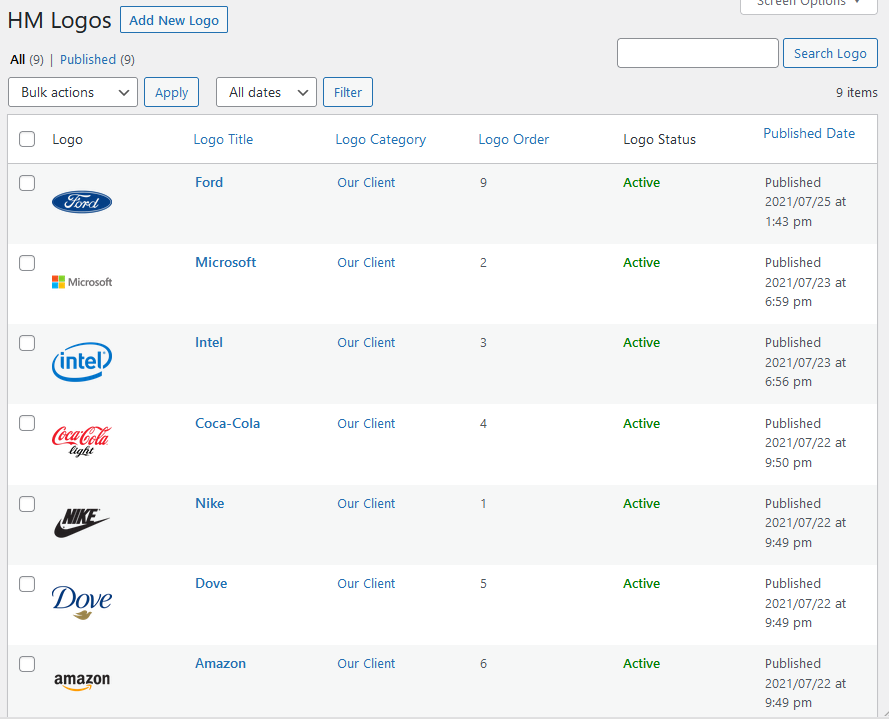 Screen Options
HM Logos Add New Logo
All (9) | Published (9)
Search Logo
Bulk actions Apply All dates Filter 9 items
Logo Logo Title Logo Category Logo Order Logo Status Published Date
Ford Ford Our Client 9 Active Published
2021/07/25 at
1:43 pm
Microsoft Microsoft Our Client 2 Active Published
2021/07/23 at
6:59 pm
intel Intel Our Client 3 Active Published
2021/07/23 at
6:56 pm
Coca-Cola Coca-Cola Our Client 4 Active Published
light 2021/07/22 at
9:50 pm
NIKE Nike Our Client 1 Active Published
2021/07/22 at
9:49 pm
Dove Dove Our Client 5 Active Published
2021/07/22 at
9:49 pm
amazon Amazon Our Client 6 Active Published
2021/07/22 at
9:49 pm